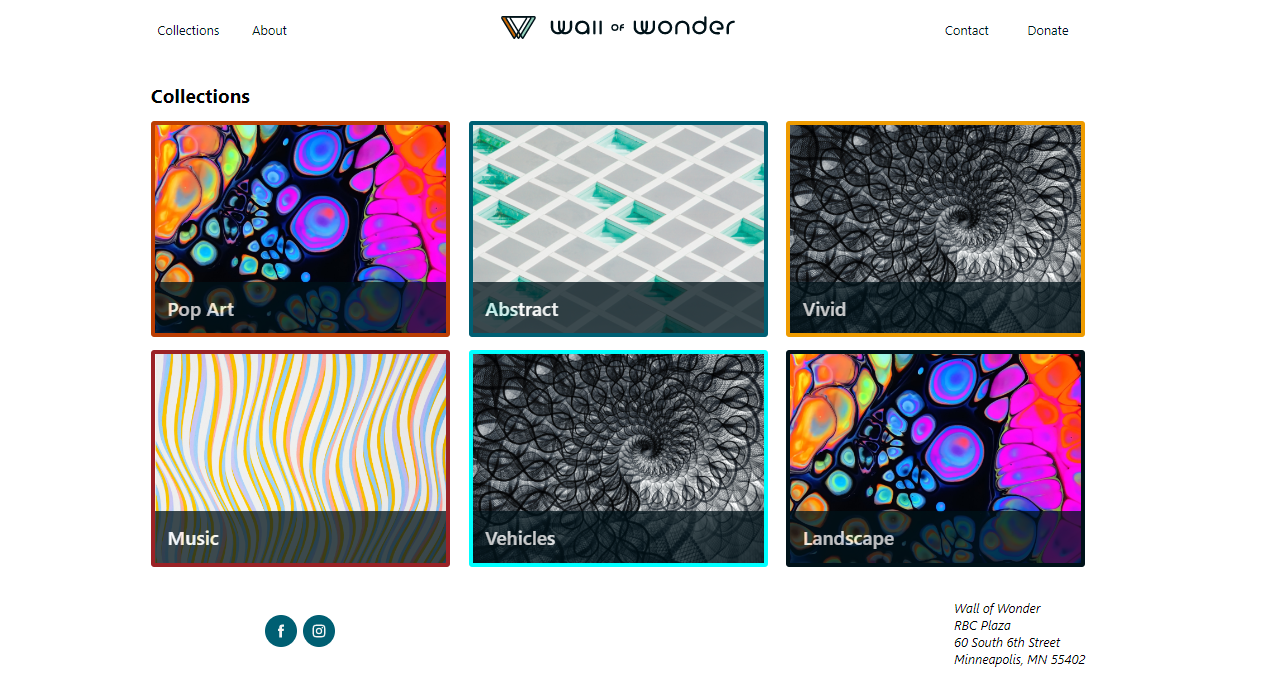 Collections
About
Wall OF Wonder
Contact
Donate
Collections
Pop Art
Abstract
Vivid
Music
Vehicles
Landscape
Wall of Wonder
RBC Plaza
60 South 6th Street
Minneapolis, MN 55402